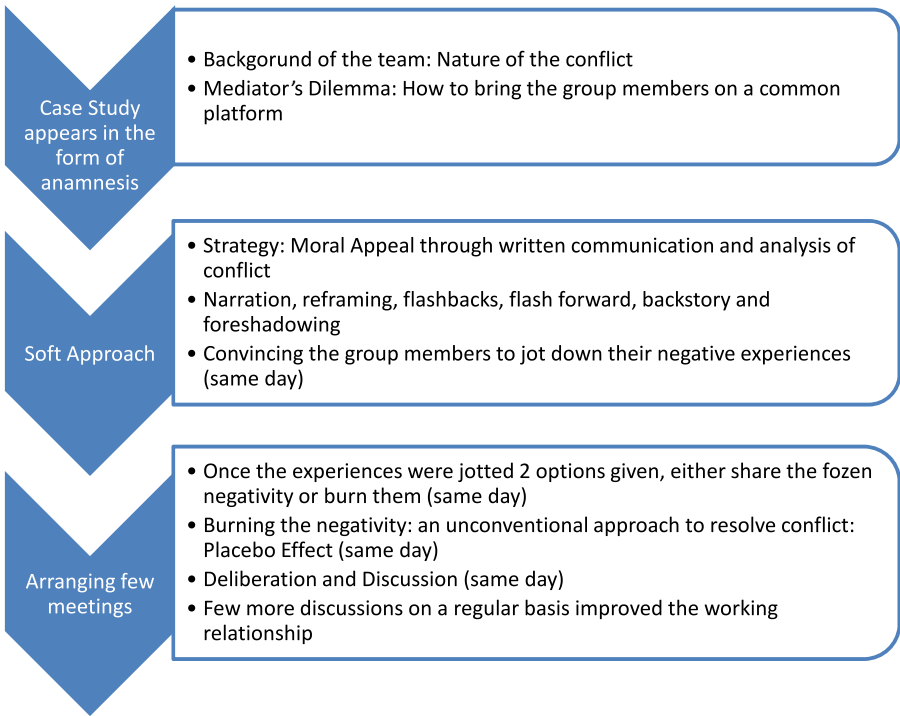 Case Study
appears in the
form of
anamnesis
• Backgorund of the team: Nature of the conflict
• Mediator’s Dilemma: How to bring the group members on a common
platform
Soft Approach
• Strategy: Moral Appeal through written communication and analysis of
conflict
• Narration, reframing, flashbacks, flash forward, backstory and
foreshadowing
• Convincing the group members to jot down their negative experiences
(same day)
Arranging few
meetings
• Once the experiences were jotted 2 options given, either share the fozen
negativity or burn them (same day)
• Burning the negativity: an unconventional approach to resolve conflict:
Placebo Effect (same day)
• Deliberation and Discussion (same day)
• Few more discussions on a regular basis improved the working
relationship